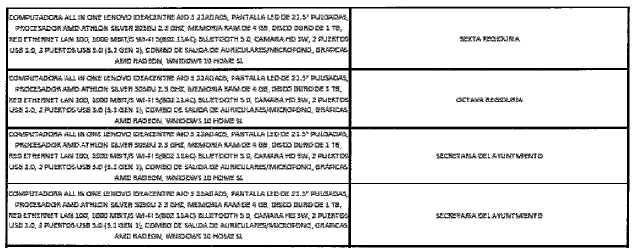 COMPUTADORA ALL IN ONE LENOVO IDEACENTRE AIO 3 22ADA05, PANTALLA LED DE 21.5" PULGADAS,
PROCESADOR AMD ATHLON SILVER 3050U 2.3 GHZ, MEMORIA RAM DE 4 GB, DISCO DURO DE 1 TB,
RED ETHERNET LAN 100, 1000 MBIT/S WI-FI 5(802.11AC) BLUETOOTH 5.0, CAMARA HD 1W, 2 PUERTOS
USB 2.0, 2 PUERTOS USB 3.0 (3.1 GEN 1), COMBO DE SALIDA DE AURICULARES/MICROFONO, GRAFICAS
AMD RADEON, WINDOWS 10 HOME SL
SEXTA REGIDURIA
COMPUTADORA ALL IN ONE LENOVO IDEACENTRE AIO 3 22ADA05, PANTALLA LED DE 21.5" PULGADAS,
PROCESADOR AMD ATHLON SILVER 3050U 2.3 GHZ, MEMORIA RAM DE 4 GB, DISCO DURO DE 1 TB,
RED ETHERNET LAN 100, 1000 MBIT/S WI-FI 5(802.11AC) BLUETOOTH 5.0, CAMARA HD 1W, 2 PUERTOS
USB 2.0, 2 PUERTOS USB 3.0 (3.1 GEN 1), COMBO DE SALIDA DE AURICULARES/MICROFONO, GRAFICAS
AMD RADEON, WINDOWS 10 HOME SL
OCTAVA REGIDURIA
COMPUTADORA ALL IN ONE LENOVO IDEACENTRE AIO 3 22ADA05, PANTALLA LED DE 21.5" PULGADAS,
PROCESADOR AMD ATHLON SILVER 3050U 2.3 GHZ, MEMORIA RAM DE 4 GB, DISCO DURO DE 1 TB,
RED ETHERNET LAN 100, 1000 MBIT/S WI-FI 5(802.11AC) BLUETOOTH 5.0, CAMARA HD 1W, 2 PUERTOS
USB 2.0, 2 PUERTOS USB 3.0 (3.1 GEN 1), COMBO DE SALIDA DE AURICULARES/MICROFONO, GRAFICAS
AMD RADEON, WINDOWS 10 HOME SL
SECRETARIA DEL AYUNTMIENTO
COMPUTADORA ALL IN ONE LENOVO IDEACENTRE AIO 3 22ADA05, PANTALLA LED DE 21.5" PULGADAS,
PROCESADOR AMD ATHLON SILVER 3050U 2.3 GHZ, MEMORIA RAM DE 4 GB, DISCO DURO DE 1 TB,
RED ETHERNET LAN 100, 1000 MBIT/S WI-FI 5(802.11AC) BLUETOOTH 5.0, CAMARA HD 1W, 2 PUERTOS
USB 2.0, 2 PUERTOS USB 3.0 (3.1 GEN 1), COMBO DE SALIDA DE AURICULARES/MICROFONO, GRAFICAS
AMD RADEON, WINDOWS 10 HOME SL
SECRETARIA DEL AYUNTMIENTO